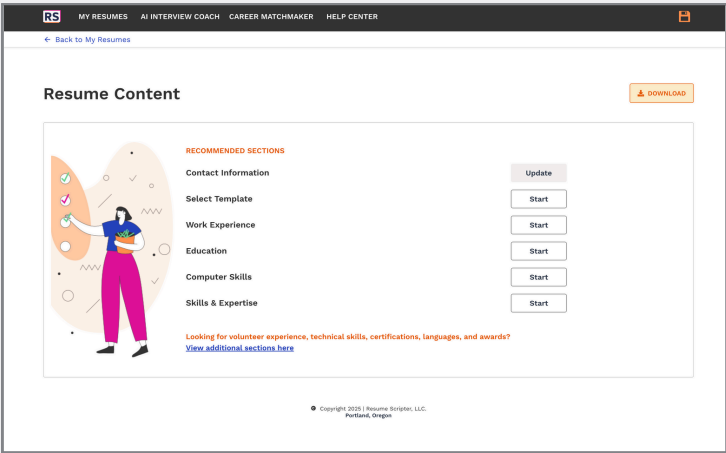 RS MY RESUMES AI INTERVIEW COACH CAREER MATCHMAKER HELP CENTER
← Back to My Resumes
Resume Content
DOWNLOAD
RECOMMENDED SECTIONS
Contact Information Update
Select Template Start
Work Experience Start
Education Start
Computer Skills Start
Skills & Expertise Start
Looking for volunteer experience, technical skills, certifications, languages, and awards?
View additional sections here
Copyright 2025 | Resume Scripter, LLC.
Portland, Oregon